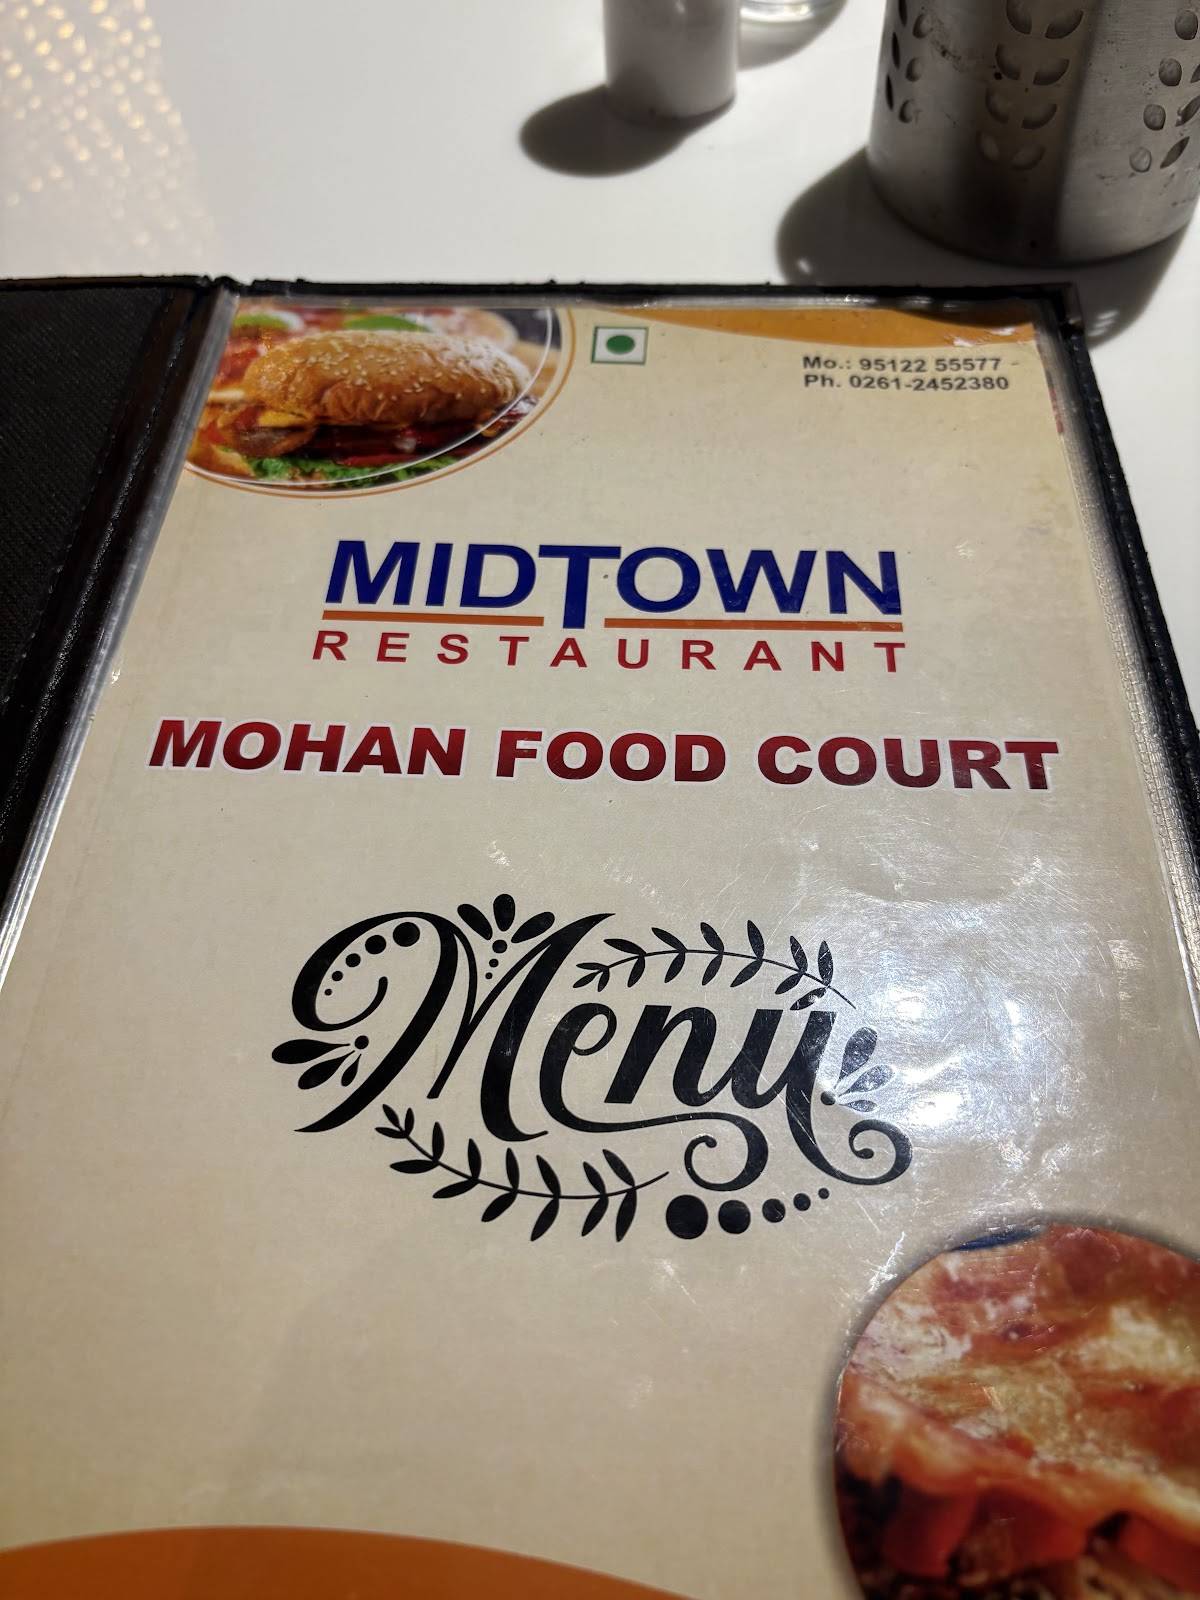 Mo.: 95122 55577 -
Ph. 0261-2452380
MIDTOWN
RESTAURANT
MOHAN FOOD COURT
Menu